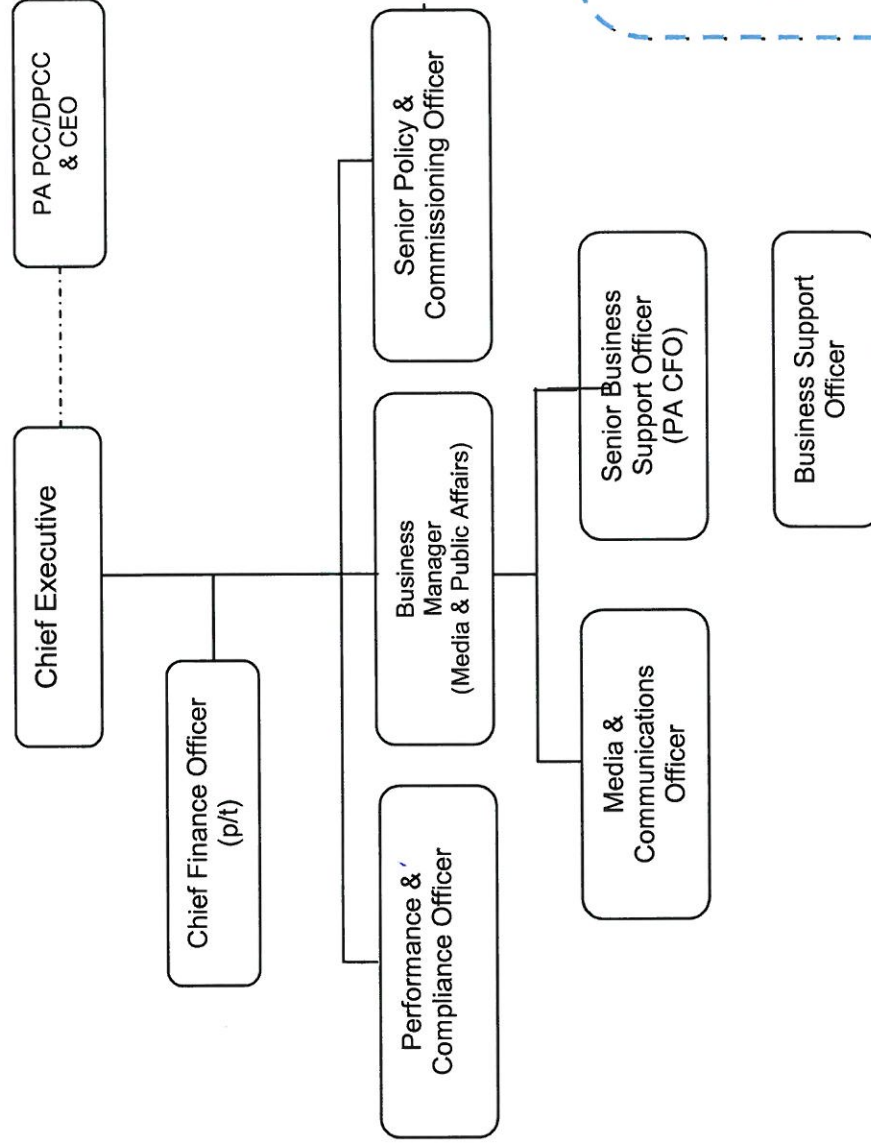 PA PCC/DPCC
& CEO
Chief Executive
Chief Finance Officer
(p/t)
Performance &
Compliance Officer
Business
Manager
(Media & Public Affairs)
Senior Policy &
Commissioning Officer
Media &
Communications
Officer
Senior Business
Support Officer
(PA CFO)
Business Support
Officer